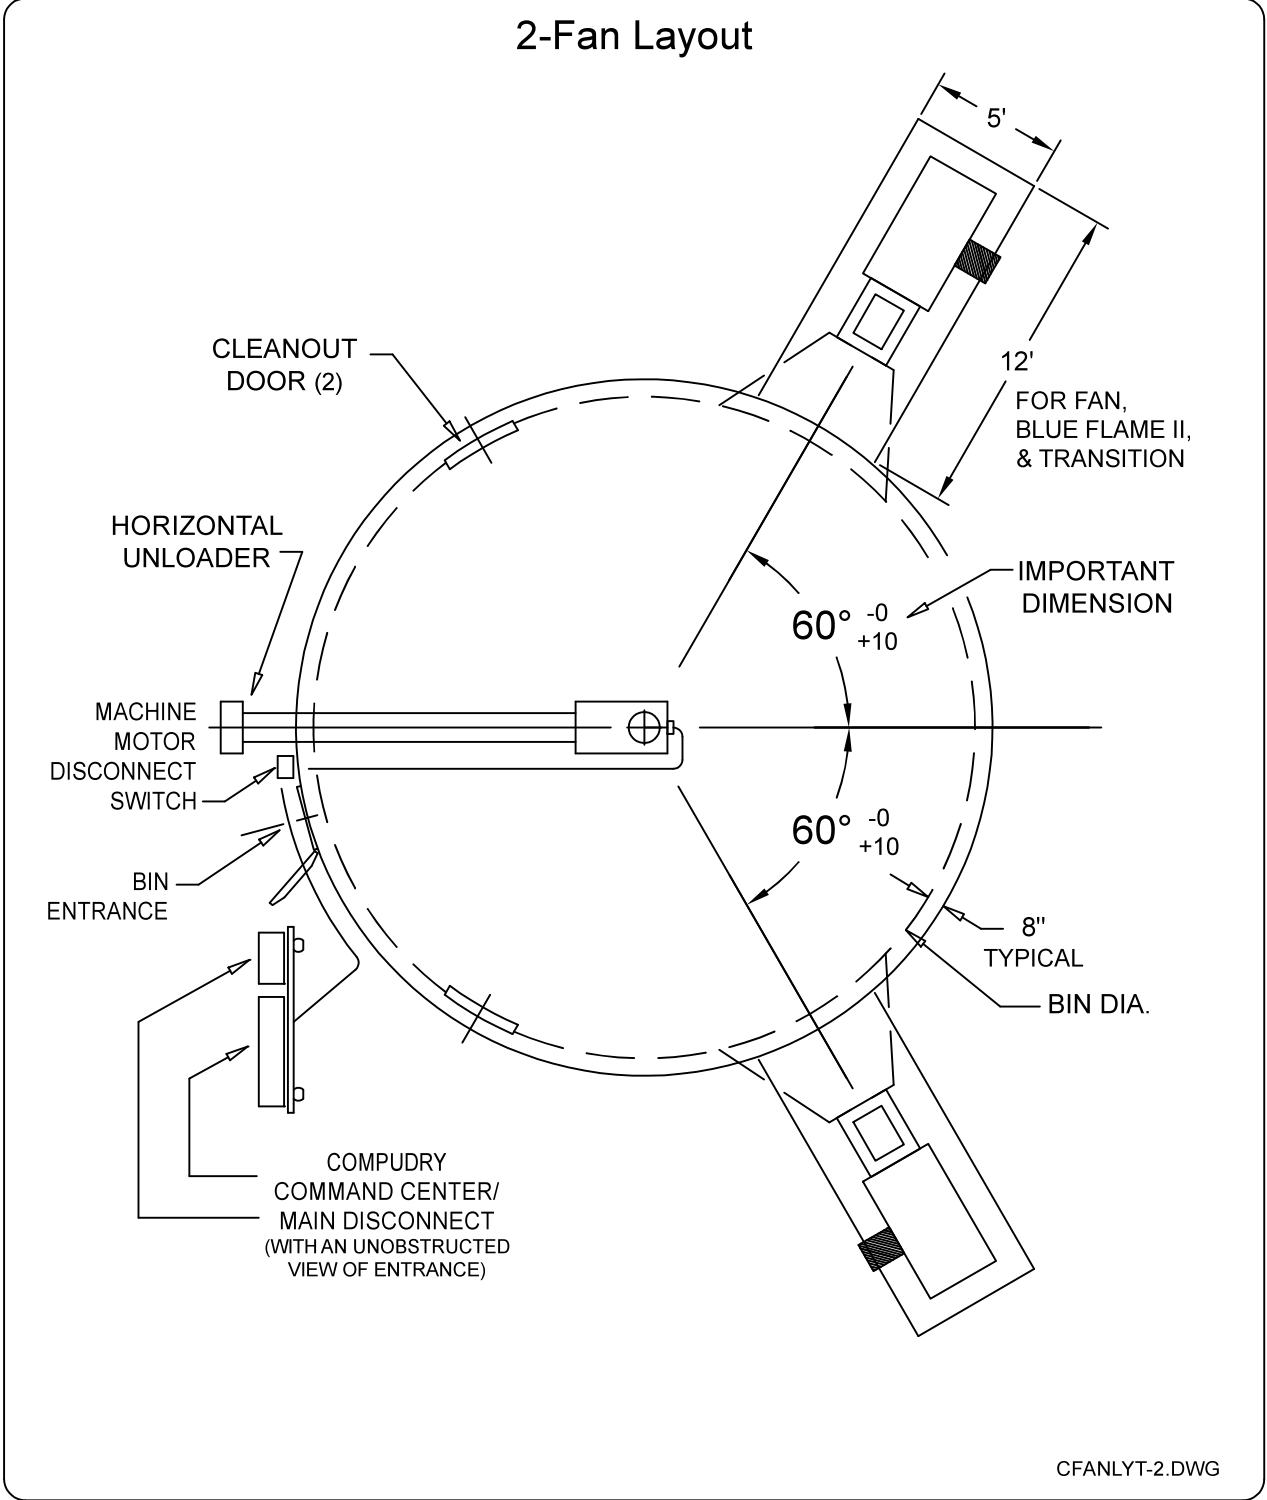 2-Fan Layout
5'
12'
FOR FAN,
BLUE FLAME II,
& TRANSITION
CLEANOUT
DOOR (2)
HORIZONTAL
UNLOADER
IMPORTANT
DIMENSION
60° -0
+10
MACHINE
MOTOR
DISCONNECT
SWITCH
60° -0
+10
BIN
ENTRANCE
8"
TYPICAL
BIN DIA.
COMPUDRY
COMMAND CENTER/
MAIN DISCONNECT
(WITH AN UNOBSTRUCTED
VIEW OF ENTRANCE)
CFANLYT-2.DWG